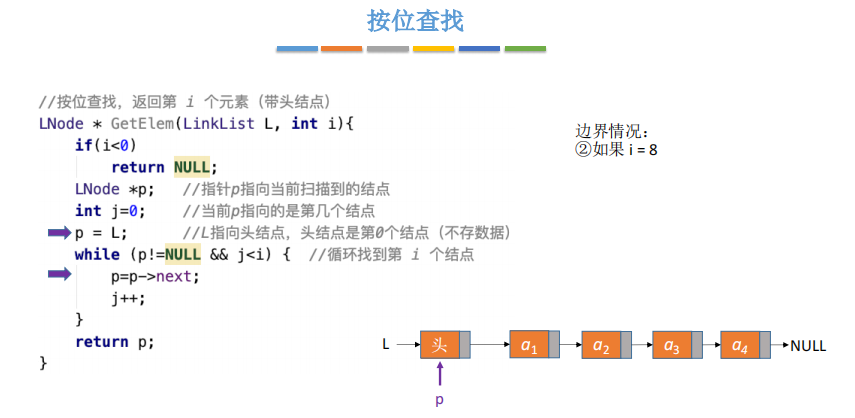 按位查找
//按位查找，返回第 i 个元素（带头结点）
LNode * GetElem(LinkList L, int i){
if(i<0)
return NULL;
LNode *p; //指针p指向当前扫描到的结点
int j=0; //当前p指向的是第几个结点
p = L; //L指向头结点，头结点是第0个结点（不存数据）
while (p!=NULL && j<i) { //循环找到第 i 个结点
p=p->next;
j++;
}
return p;
}
边界情况：
②如果 i = 8
L 头 a1 a2 a3 a4 NULL
p